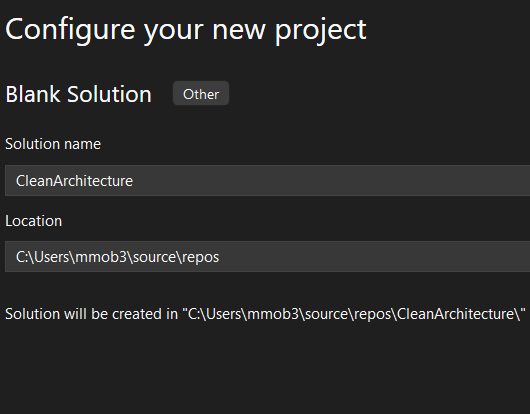 Configure your new project
Blank Solution Other
Solution name
CleanArchitecture
Location
C:\Users\mmob3\source\repos
Solution will be created in "C:\Users\mmob3\source\repos\CleanArchitecture\"